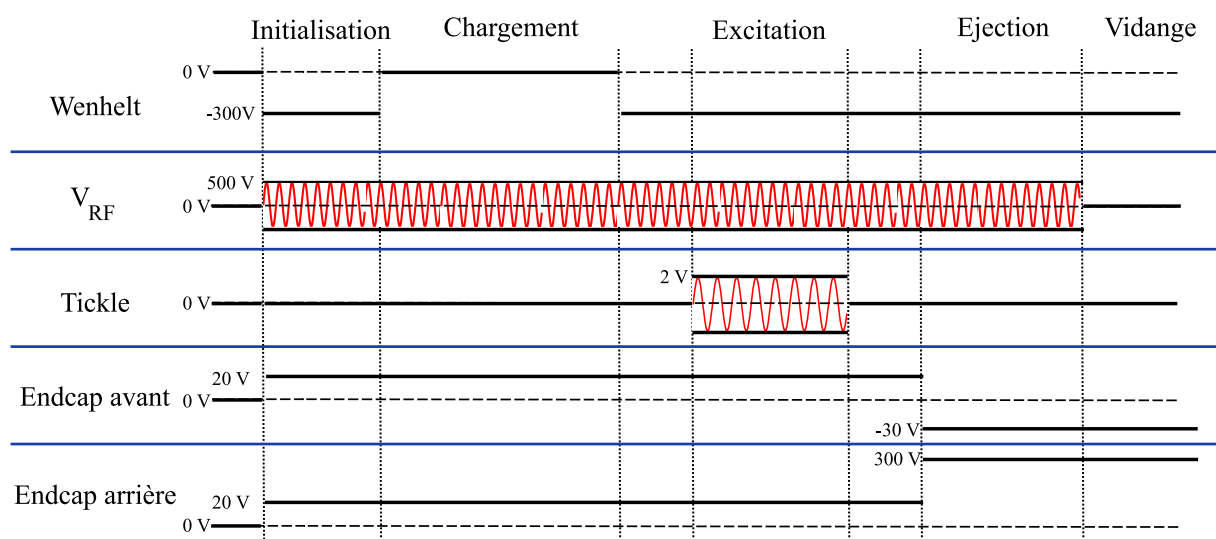 Initialisation Chargement Excitation Ejection Vidange
0 V
Wenhelt
-300V
500 V
V_RF
0 V
2 V
Tickle
0 V
20 V
Endcap avant
0 V
-30 V
300 V
Endcap arrière
20 V
0 V